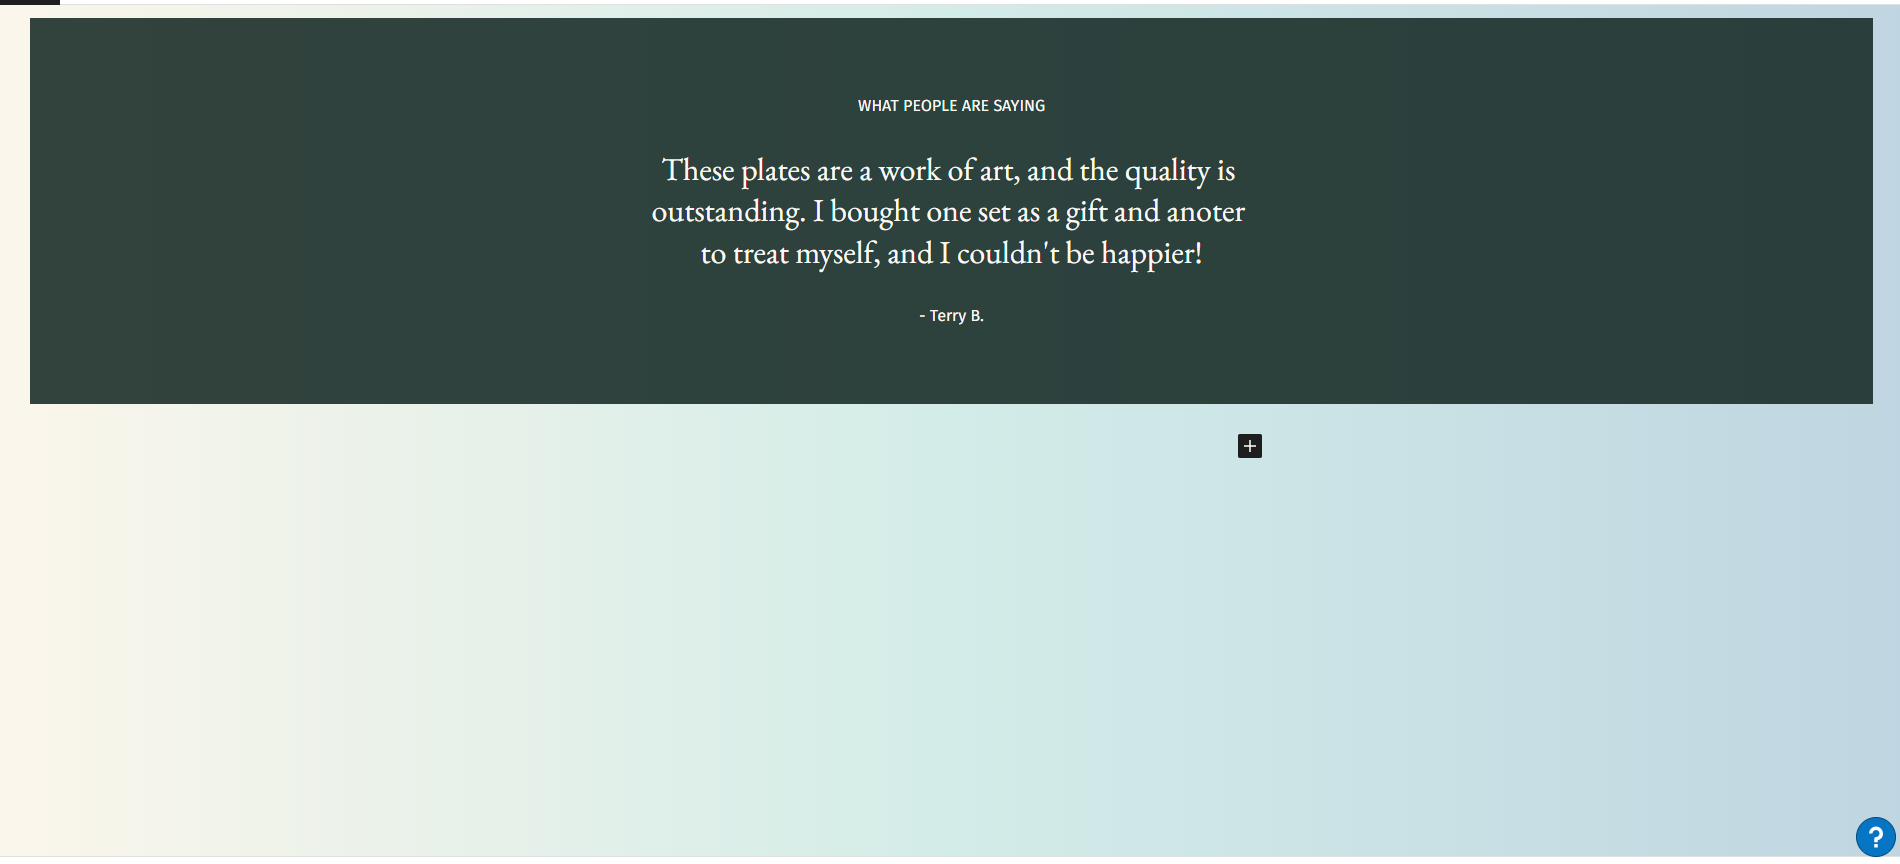 WHAT PEOPLE ARE SAYING
These plates are a work of art, and the quality is
outstanding. I bought one set as a gift and anoter
to treat myself, and I couldn't be happier!
- Terry B.
?